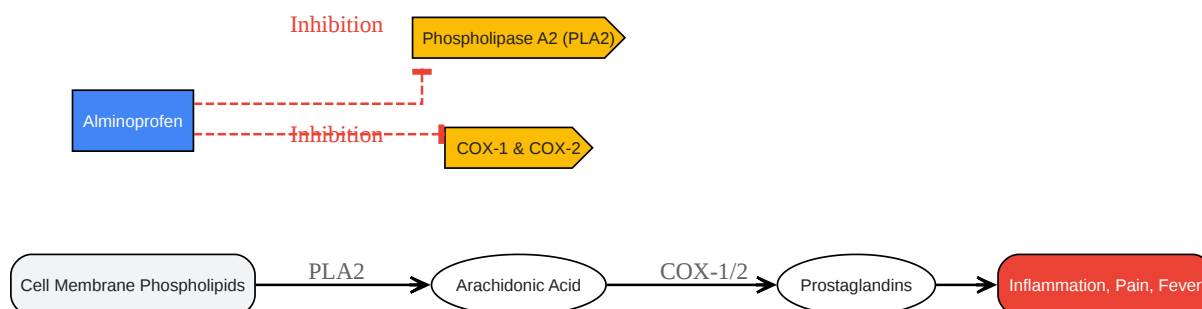 Inhibition
Phospholipase A2 (PLA2)
Alminoprofen
Inhibition
COX-1 & COX-2
PLA2
COX-1/2
Cell Membrane Phospholipids
Arachidonic Acid
Prostaglandins
Inflammation, Pain, Fever